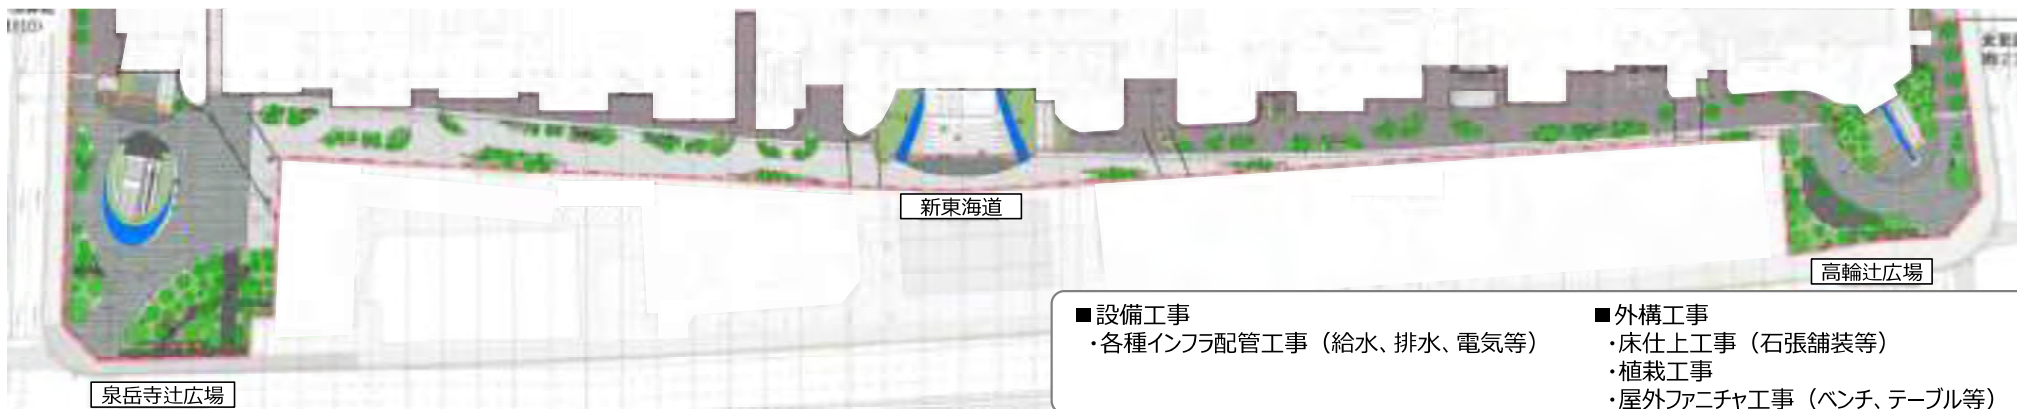 新東海道
高輪辻広場
泉岳寺辻広場
■設備工事
・各種インフラ配管工事（給水、排水、電気等）
■外構工事
・床仕上工事（石張舗装等）
・植栽工事
・屋外ファニチャ工事（ベンチ、テーブル等）